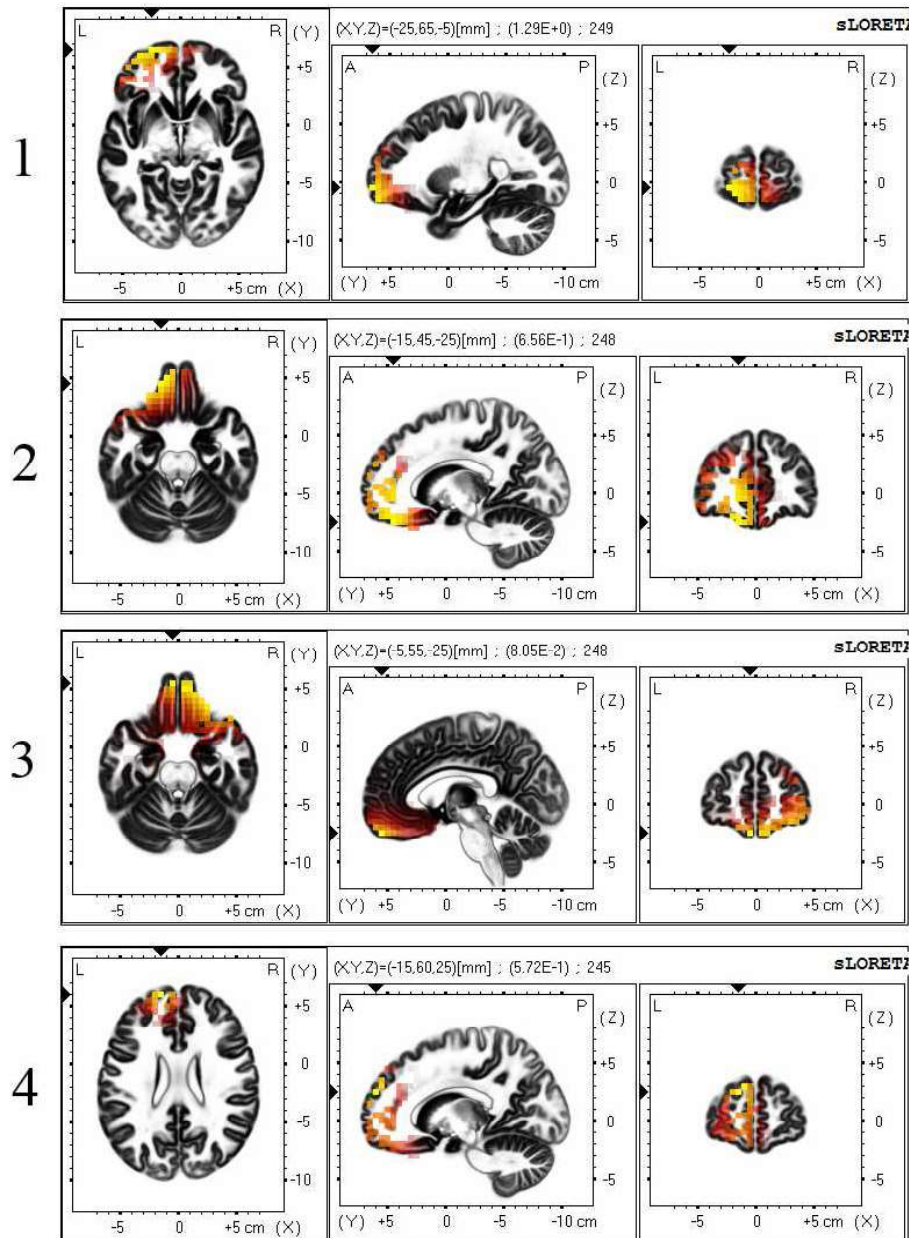 1
L R (Y)
+5
0
-5
-10
-5 0 +5 cm (X)
(X,Y,Z)=(-25,65,-5)[mm] ; (1.29E+0) ; 249
sLORETA
A P (Z)
+5
0
-5
(Y) +5 0 -5 -10 cm
L R (Z)
+5
0
-5
-5 0 +5 cm (X)
2
L R (Y)
+5
0
-5
-10
-5 0 +5 cm (X)
(X,Y,Z)=(-15,45,-25)[mm] ; (6.56E-1) ; 248
sLORETA
A P (Z)
+5
0
-5
(Y) +5 0 -5 -10 cm
L R (Z)
+5
0
-5
-5 0 +5 cm (X)
3
L R (Y)
+5
0
-5
-10
-5 0 +5 cm (X)
(X,Y,Z)=(-5,55,-25)[mm] ; (8.05E-2) ; 248
sLORETA
A P (Z)
+5
0
-5
(Y) +5 0 -5 -10 cm
L R (Z)
+5
0
-5
-5 0 +5 cm (X)
4
L R (Y)
+5
0
-5
-10
-5 0 +5 cm (X)
(X,Y,Z)=(-15,60,25)[mm] ; (5.72E-1) ; 245
sLORETA
A P (Z)
+5
0
-5
(Y) +5 0 -5 -10 cm
L R (Z)
+5
0
-5
-5 0 +5 cm (X)